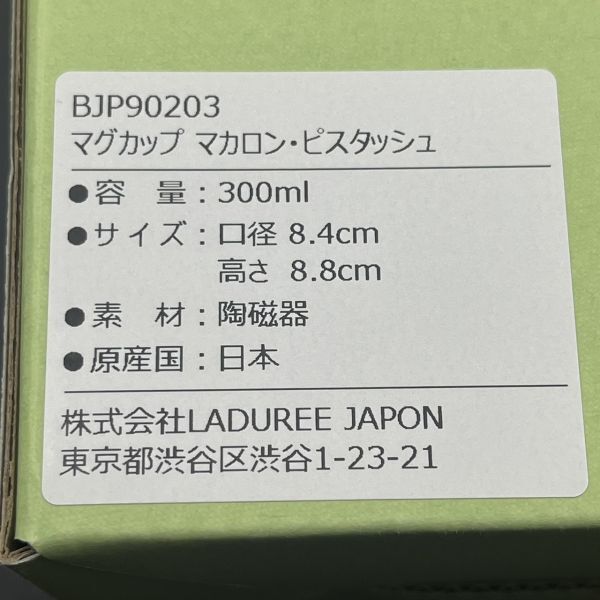 BJP90203
マグカップ マカロン・ピスタッシュ
●容　量：300ml
●サイズ：口径 8.4cm
高さ 8.8cm
●素　材：陶磁器
●原産国：日本
株式会社LADUREE JAPON
東京都渋谷区渋谷1-23-21